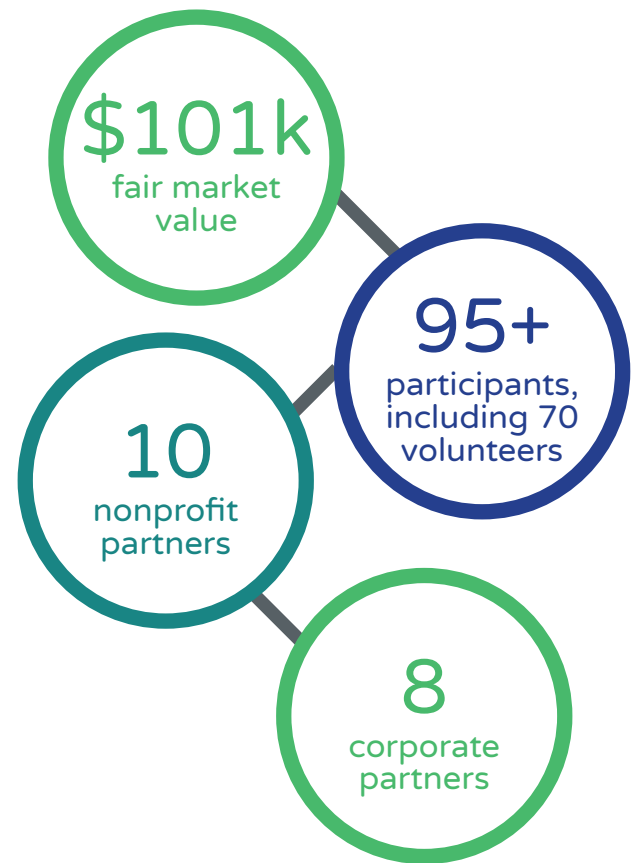 $101k
fair market
value
95+
participants,
including 70
volunteers
10
nonprofit
partners
8
corporate
partners